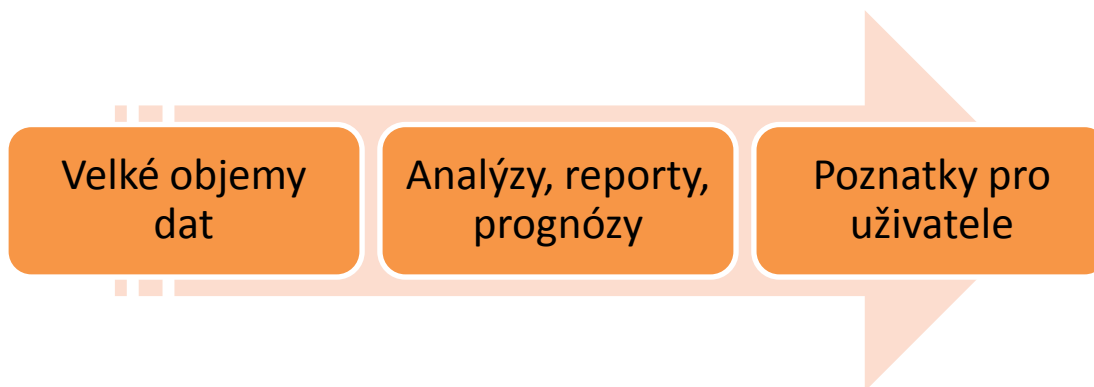 Velké objemy
dat
Analýzy, reporty,
prognózy
Poznatky pro
uživatele